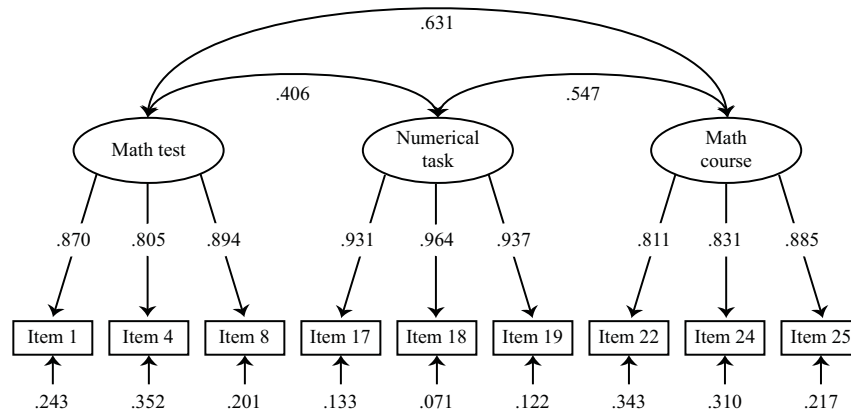 .631
.406
.547
Math test
Numerical
task
Math
course
.870
.805
.894
.931
.964
.937
.811
.831
.885
Item 1
Item 4
Item 8
Item 17
Item 18
Item 19
Item 22
Item 24
Item 25
.243
.352
.201
.133
.071
.122
.343
.310
.217